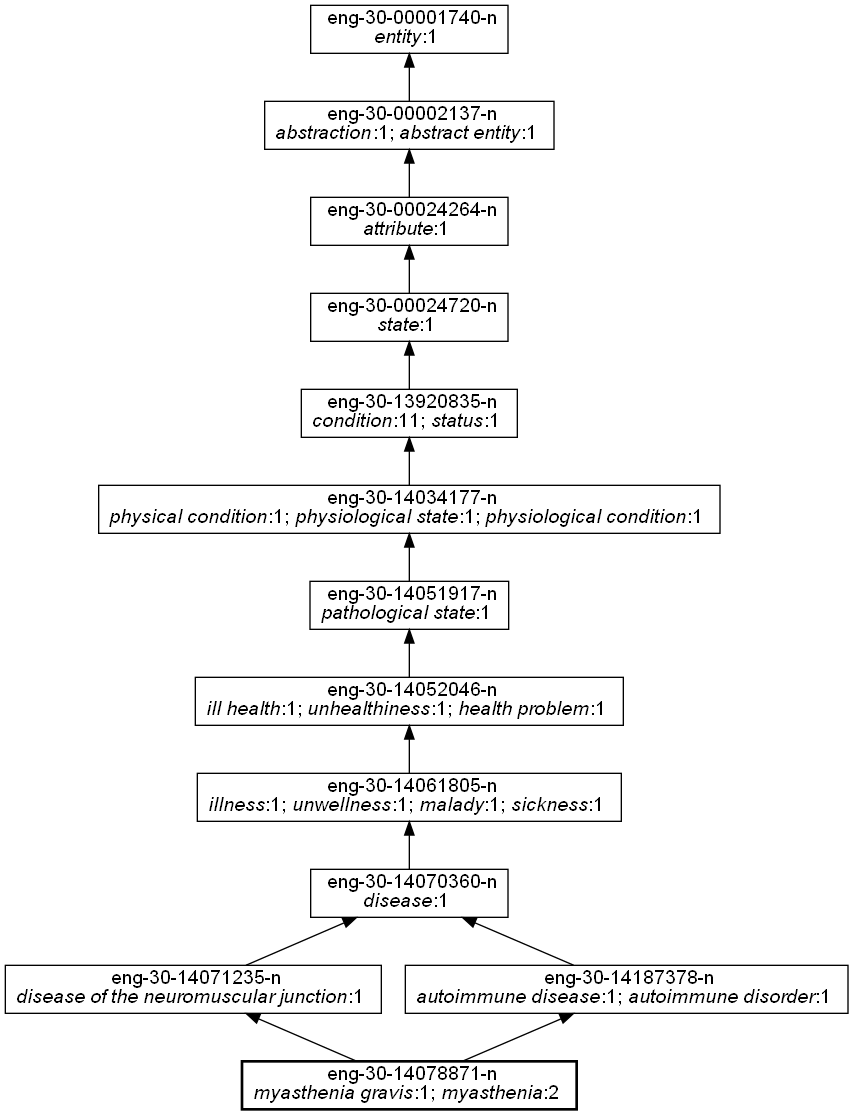 eng-30-00001740-n
entity:1
eng-30-00002137-n
abstraction:1; abstract entity:1
eng-30-00024264-n
attribute:1
eng-30-00024720-n
state:1
eng-30-13920835-n
condition:11; status:1
eng-30-14034177-n
physical condition:1; physiological state:1; physiological condition:1
eng-30-14051917-n
pathological state:1
eng-30-14052046-n
ill health:1; unhealthiness:1; health problem:1
eng-30-14061805-n
illness:1; unwellness:1; malady:1; sickness:1
eng-30-14070360-n
disease:1
eng-30-14071235-n
disease of the neuromuscular junction:1
eng-30-14187378-n
autoimmune disease:1; autoimmune disorder:1
eng-30-14078871-n
myasthenia gravis:1; myasthenia:2